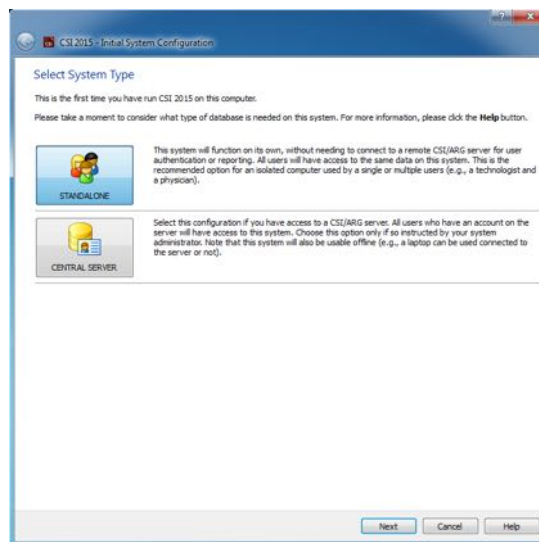 CSI 2015 - Initial System Configuration
Select System Type
This is the first time you have run CSI 2015 on this computer.
Please take a moment to consider what type of database is needed on this system. For more information, please click the Help button.
This system will function on its own, without needing to connect to a remote CSI/ARG server for user
authentication or reporting. All users will have access to the same data on this system. This is the
recommended option for an isolated computer used by a single or multiple users (e.g., a technologist and
a physician).
STANDALONE
Select this configuration if you have access to a CSI/ARG server. All users who have an account on the
server will have access to this system. Choose this option only if so instructed by your system
administrator. Note that this system will also be usable offline (e.g., a laptop can be used connected to
the server or not).
CENTRAL SERVER
Next Cancel Help